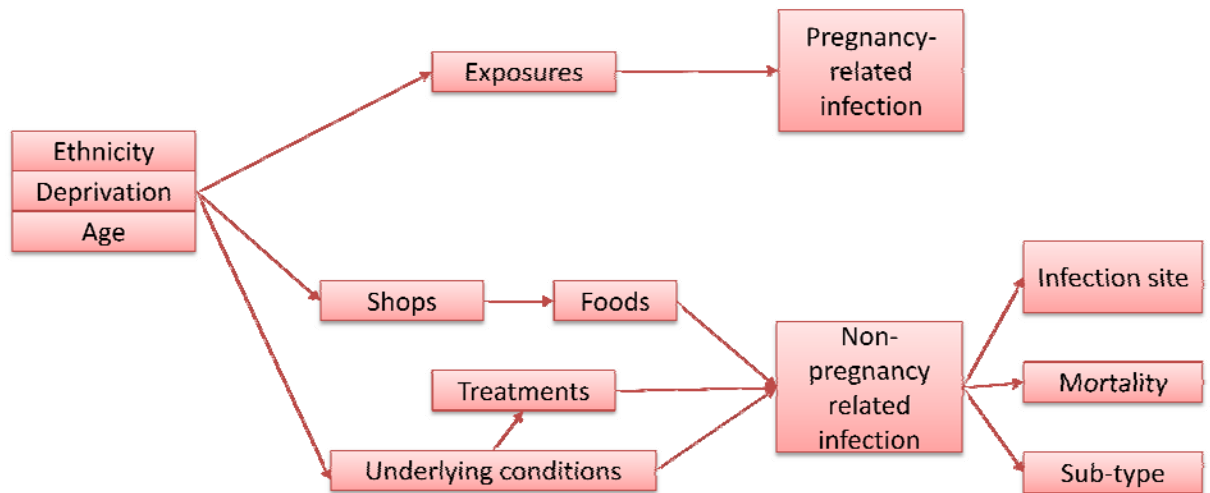 Ethnicity
Deprivation
Age
Exposures
Pregnancy-
related
infection
Shops
Foods
Treatments
Underlying conditions
Non-
pregnancy
related
infection
Infection site
Mortality
Sub-type